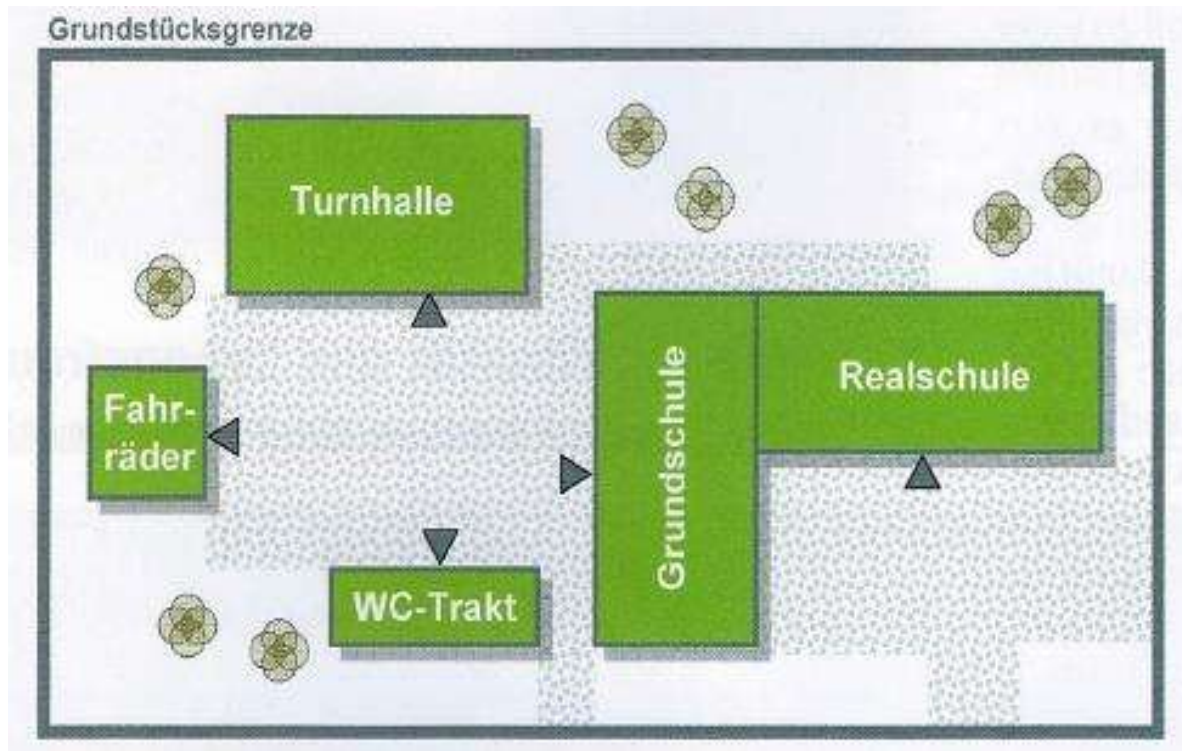 Grundstücksgrenze
Turnhalle
Realschule
Grundschule
Fahr-
räder
WC-Trakt